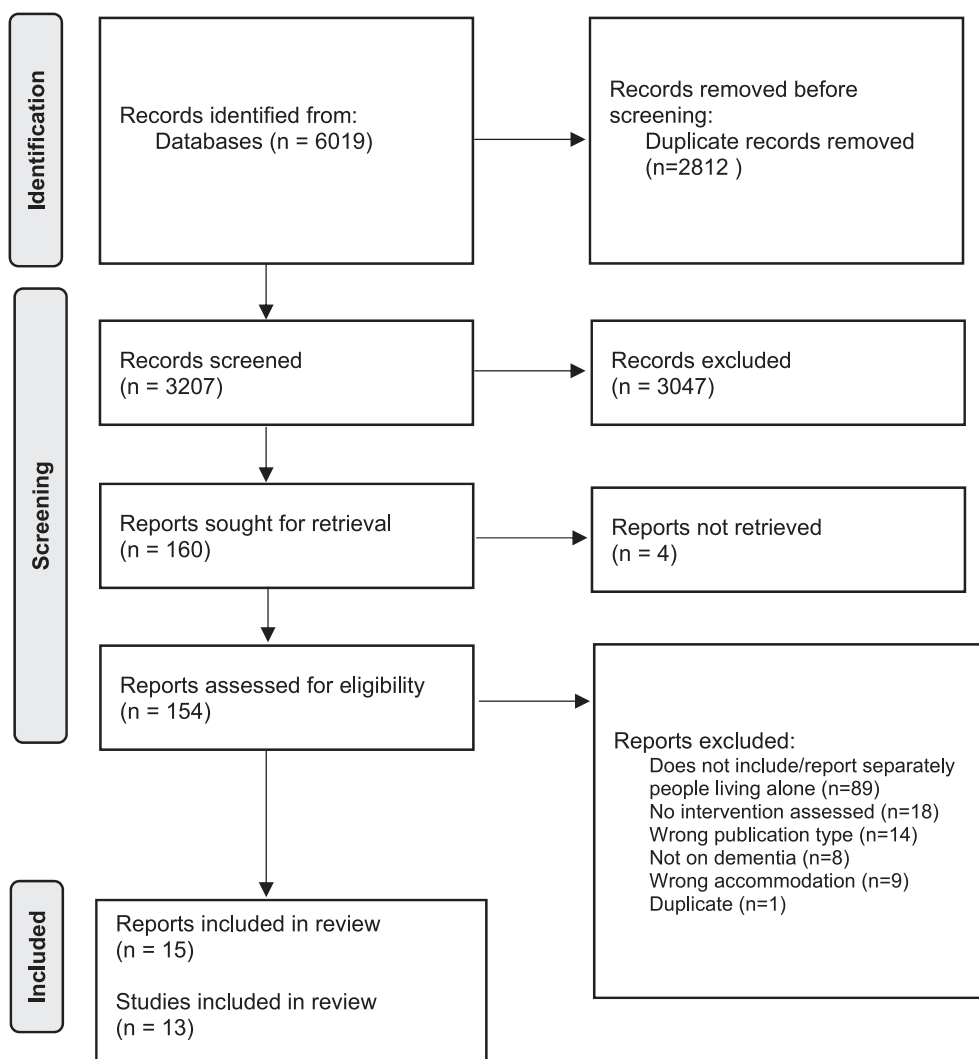 Identification
Records identified from:
Databases (n = 6019)
Records removed before
screening:
Duplicate records removed
(n=2812 )
Screening
Records screened
(n = 3207)
Records excluded
(n = 3047)
Reports sought for retrieval
(n = 160)
Reports not retrieved
(n = 4)
Reports assessed for eligibility
(n = 154)
Reports excluded:
Does not include/report separately
people living alone (n=89)
No intervention assessed (n=18)
Wrong publication type (n=14)
Not on dementia (n=8)
Wrong accommodation (n=9)
Duplicate (n=1)
Included
Reports included in review
(n = 15)
Studies included in review
(n = 13)